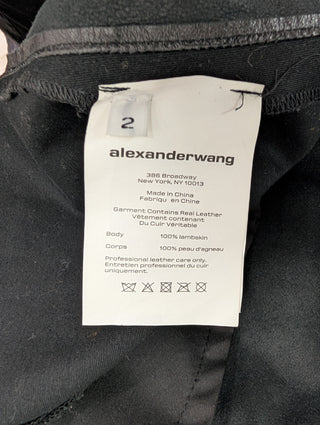 2
alexanderwang
386 Broadway
New York, NY 10013
Made in China
Fabriqu en Chine
Garment Contains Real Leather
Vêtement contenant
Du Cuir Véritable
Body 100% lambskin
Corps 100% peau d'agneau
Professional leather care only.
Entretien professionnel du cuir
uniquement.